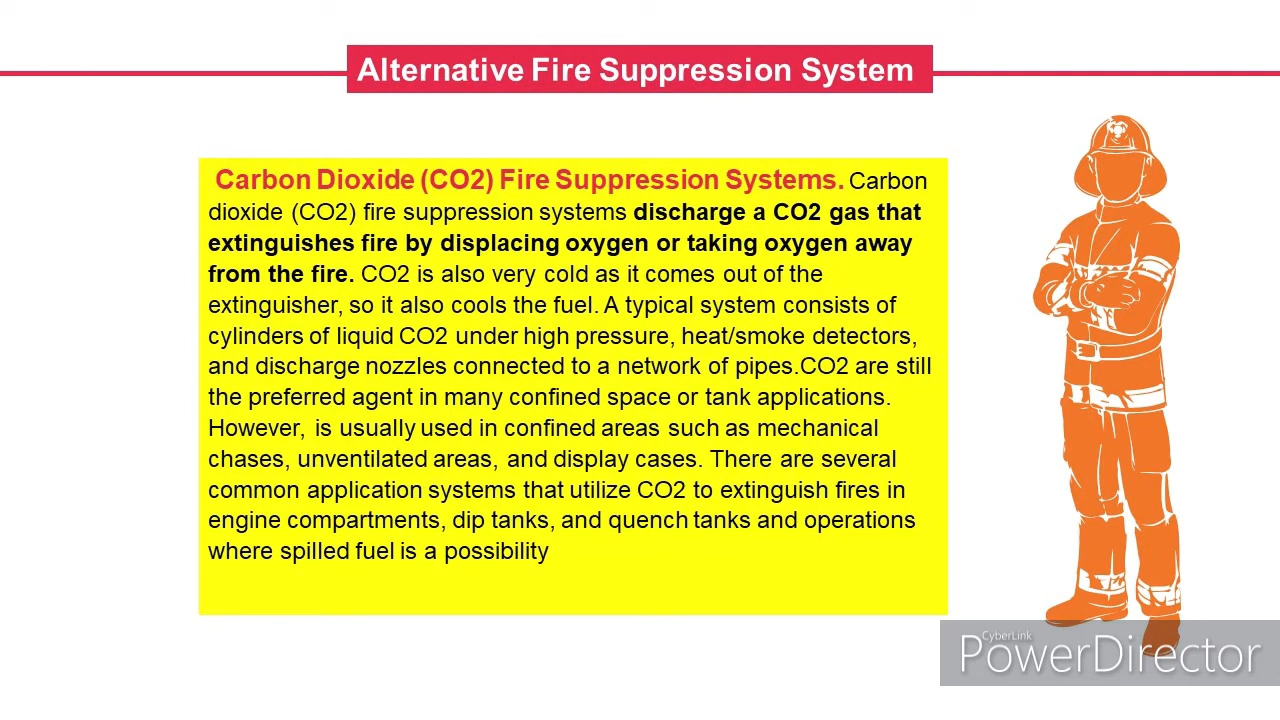 Alternative Fire Suppression System
Carbon Dioxide (CO2) Fire Suppression Systems. Carbon
dioxide (CO2) fire suppression systems discharge a CO2 gas that
extinguishes fire by displacing oxygen or taking oxygen away
from the fire. CO2 is also very cold as it comes out of the
extinguisher, so it also cools the fuel. A typical system consists of
cylinders of liquid CO2 under high pressure, heat/smoke detectors,
and discharge nozzles connected to a network of pipes.CO2 are still
the preferred agent in many confined space or tank applications.
However, is usually used in confined areas such as mechanical
chases, unventilated areas, and display cases. There are several
common application systems that utilize CO2 to extinguish fires in
engine compartments, dip tanks, and quench tanks and operations
where spilled fuel is a possibility
CyberLink
PowerDirector